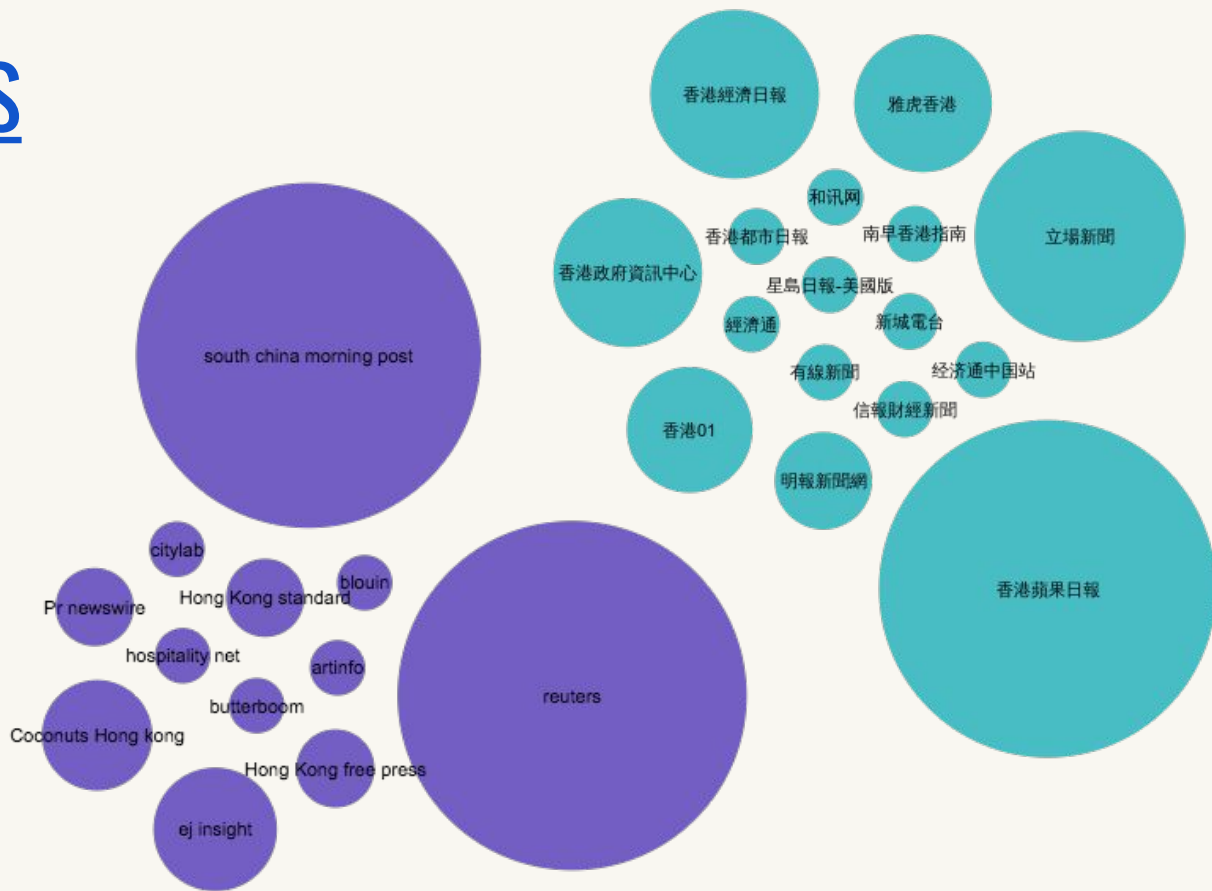 S
香港經濟日報
雅虎香港
和讯网
香港都市日報
南早香港指南
立場新聞
香港政府資訊中心
星島日報-美國版
經濟通
新城電台
有線新聞
经济通中国站
信報財經新聞
香港01
明報新聞網
香港蘋果日報
south china morning post
citylab
blouin
Pr newswire
Hong Kong standard
hospitality net
artinfo
butterboom
reuters
Coconuts Hong kong
Hong Kong free press
ej insight